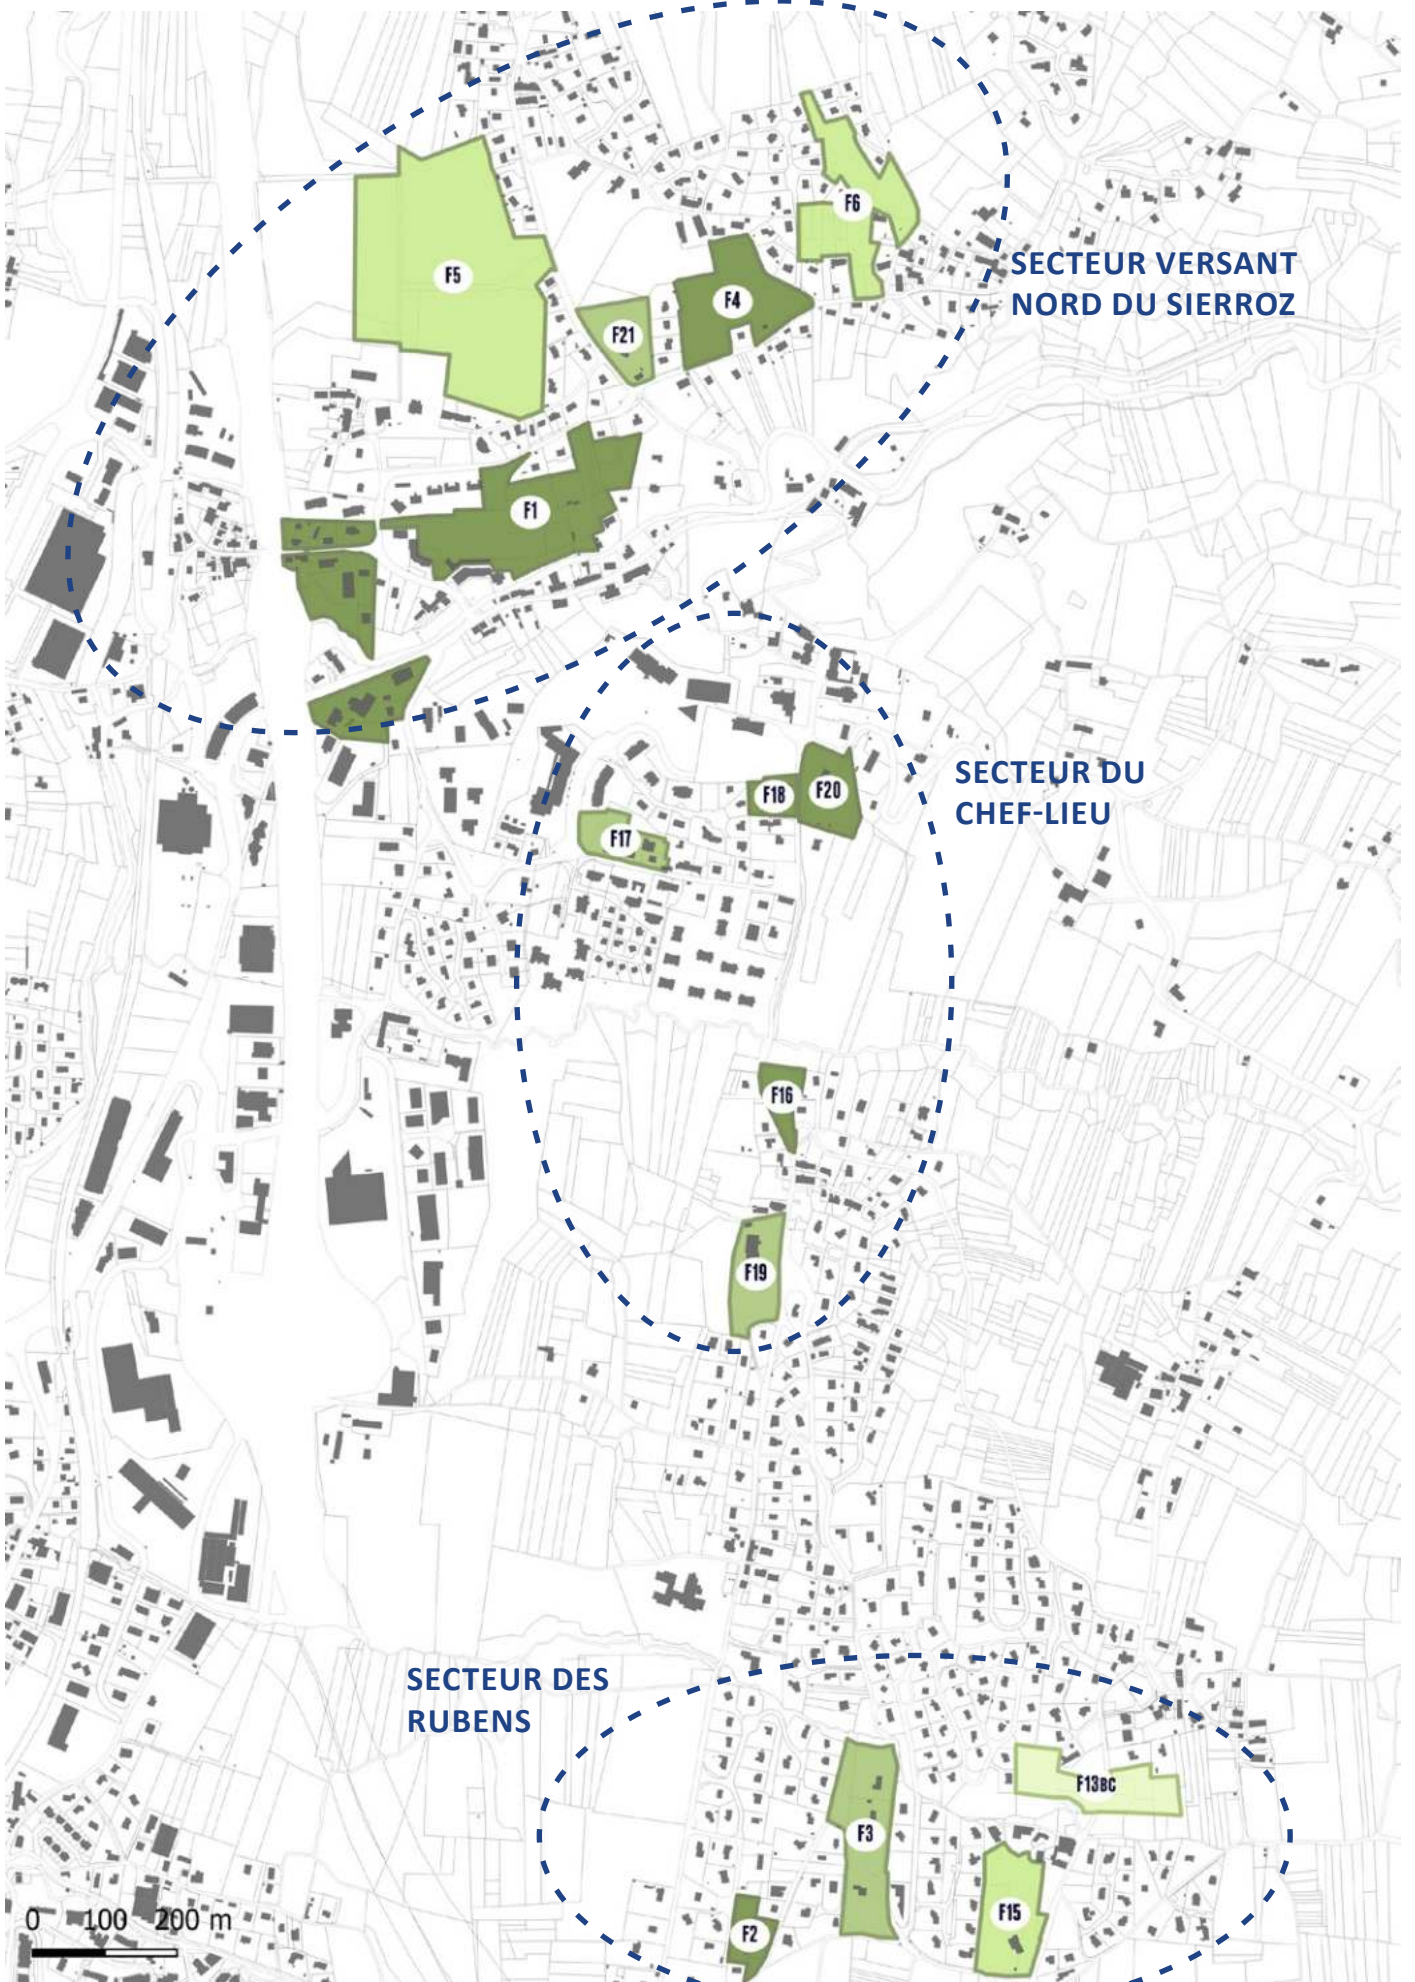 F6
SECTEUR VERSANT
NORD DU SIERROZ
F5
F4
F21
F1
SECTEUR DU
CHEF-LIEU
F18
F20
F17
F16
F19
SECTEUR DES
RUBENS
F13BC
F3
F15
F2
0 100 200 m